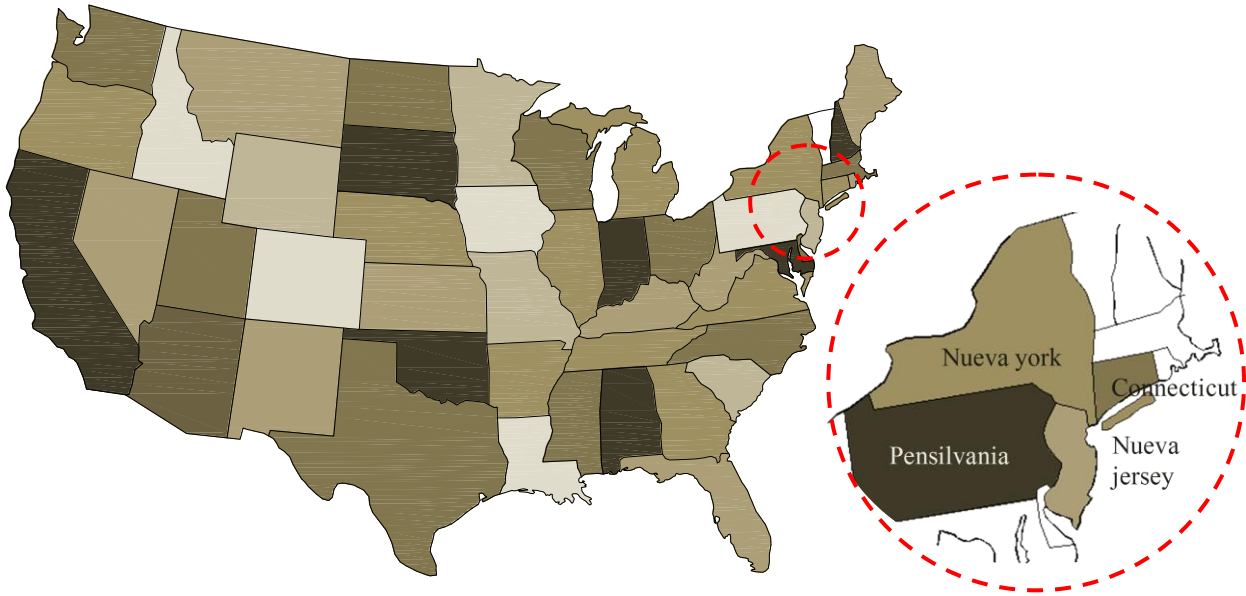 Nueva york
Connecticut
Pensilvania
Nueva
jersey